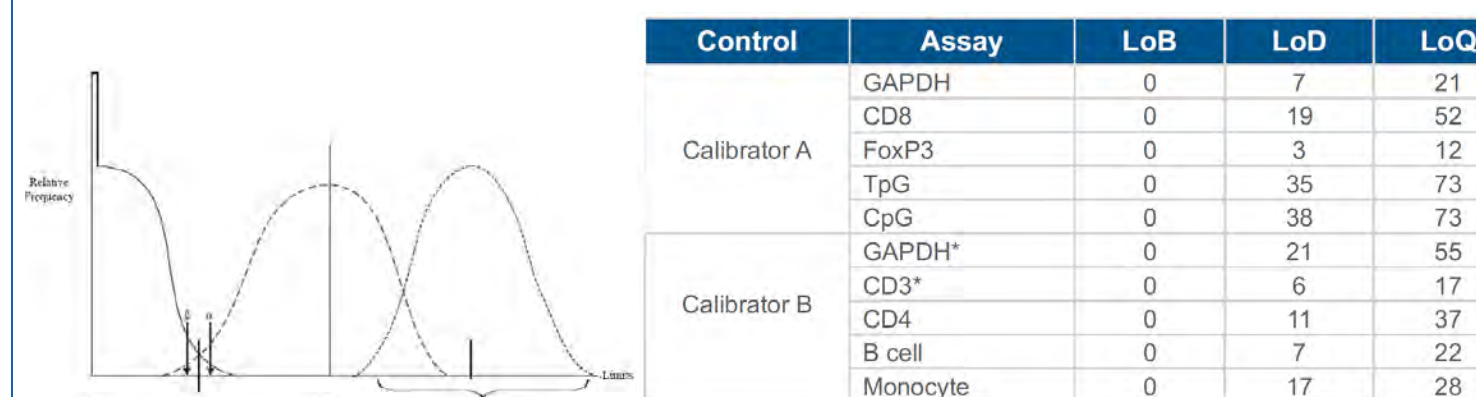 Relative
Frequency
β α
Limits
Control Assay LoB LoD LoQ
Calibrator A
GAPDH 0 7 21
CD8 0 19 52
FoxP3 0 3 12
TpG 0 35 73
CpG 0 38 73
Calibrator B
GAPDH* 0 21 55
CD3* 0 6 17
CD4 0 11 37
B cell 0 7 22
Monocyte 0 17 28